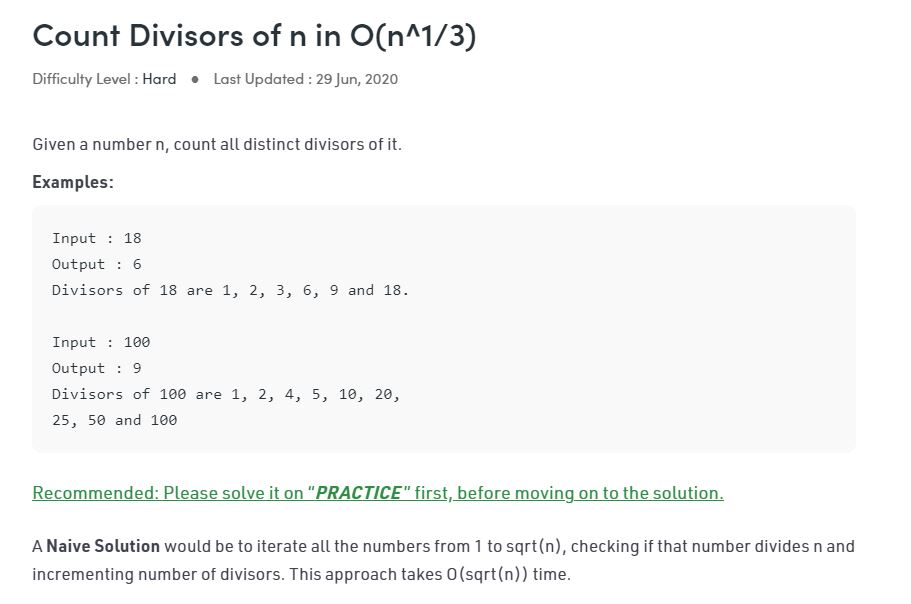 Count Divisors of n in O(n^1/3)
Difficulty Level : Hard ● Last Updated : 29 Jun, 2020
Given a number n, count all distinct divisors of it.
Examples:
Input : 18
Output : 6
Divisors of 18 are 1, 2, 3, 6, 9 and 18.
Input : 100
Output : 9
Divisors of 100 are 1, 2, 4, 5, 10, 20,
25, 50 and 100
Recommended: Please solve it on “PRACTICE” first, before moving on to the solution.
A Naive Solution would be to iterate all the numbers from 1 to sqrt(n), checking if that number divides n and
incrementing number of divisors. This approach takes O(sqrt(n)) time.